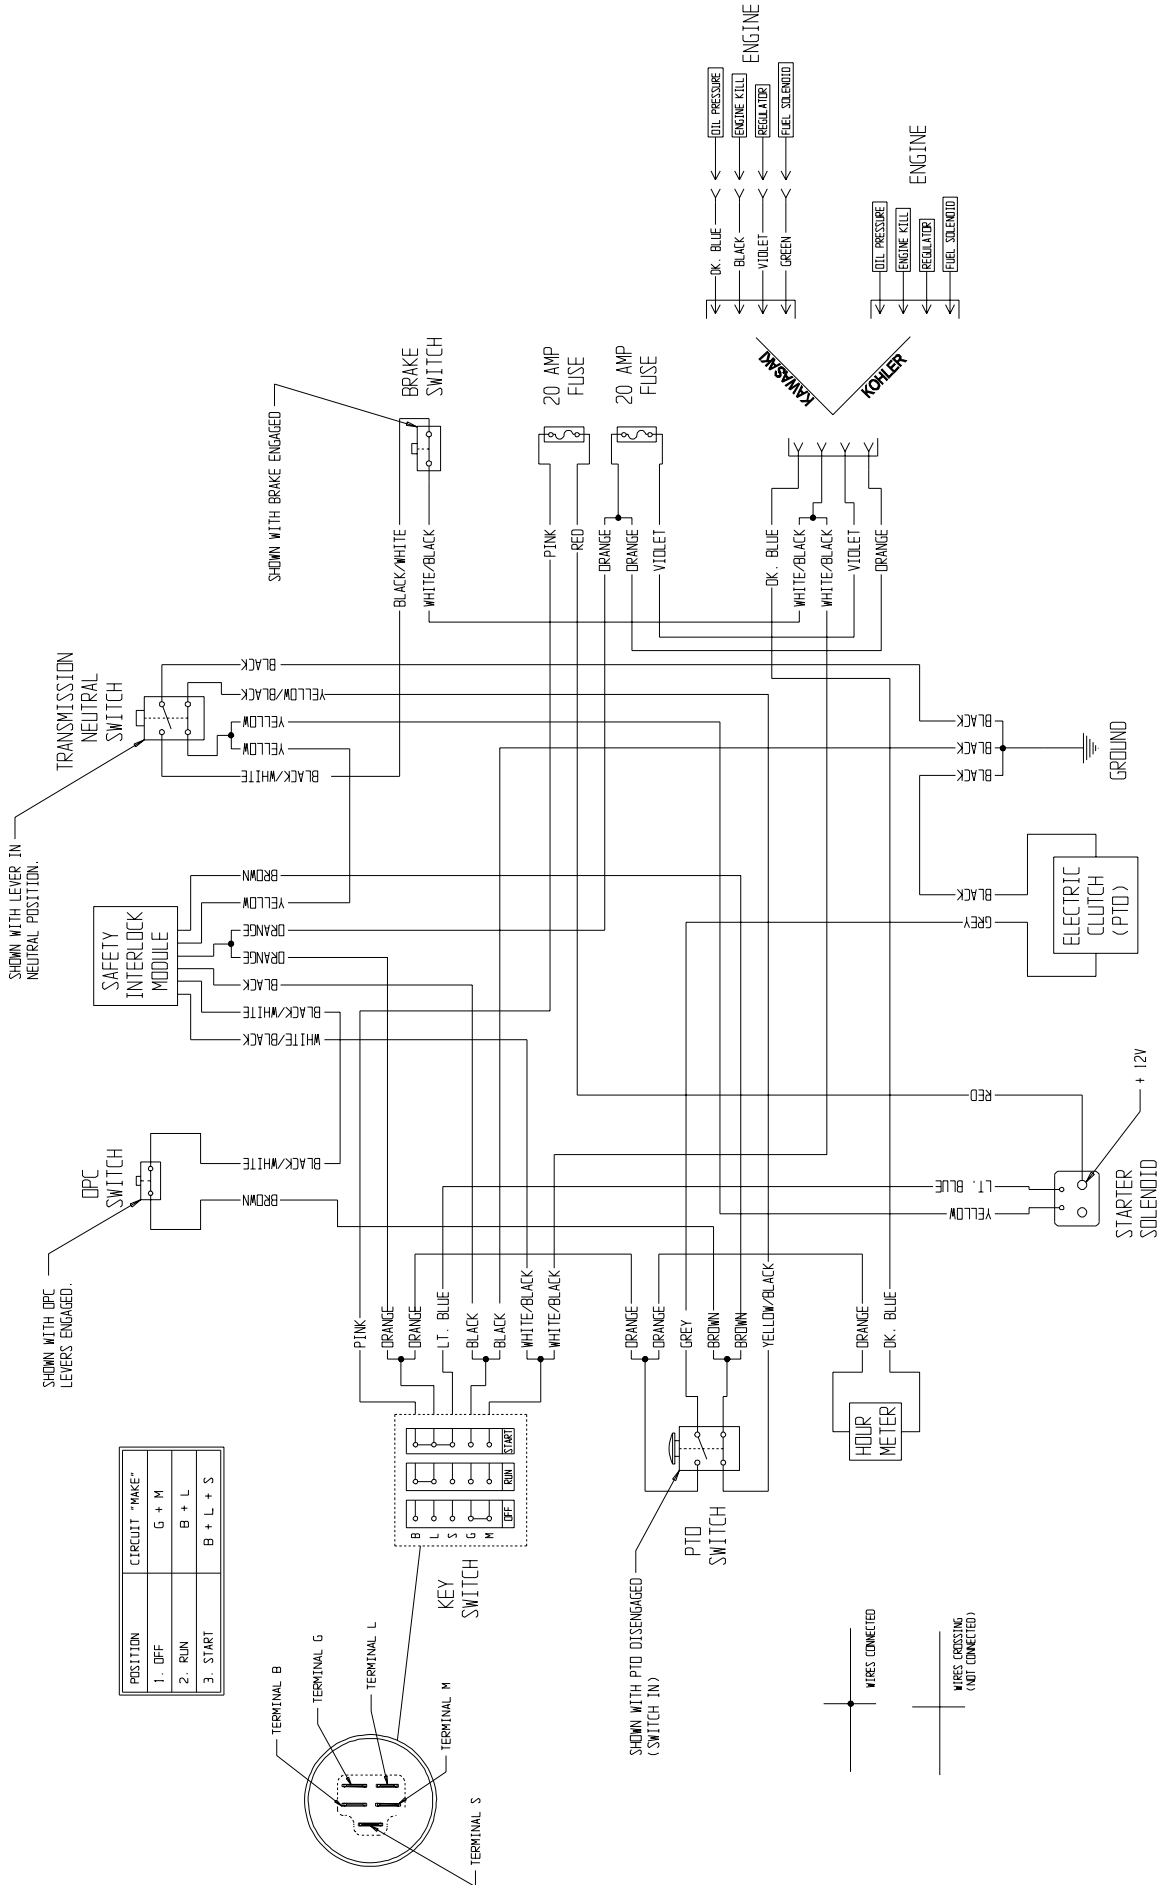 ENGINE
OIL PRESSURE
ENGINE KILL
REGULATOR
FUEL SOLENOID
DK. BLUE
BLACK
VIOLET
GREEN
ENGINE
OIL PRESSURE
ENGINE KILL
REGULATOR
FUEL SOLENOID
KAWASAKI
KOHLER
SHOWN WITH BRAKE ENGAGED
BRAKE
SWITCH
20 AMP
FUSE
20 AMP
FUSE
BLACK/WHITE
WHITE/BLACK
PINK
RED
ORANGE
ORANGE
VIOLET
DK. BLUE
WHITE/BLACK
WHITE/BLACK
VIOLET
ORANGE
SHOWN WITH LEVER IN
NEUTRAL POSITION.
TRANSMISSION
NEUTRAL
SWITCH
BLACK
YELLOW/BLACK
YELLOW
YELLOW
BLACK/WHITE
BLACK
BLACK
BLACK
GROUND
SAFETY
INTERLOCK
MODULE
BROWN
YELLOW
ORANGE
ORANGE
BLACK
BLACK/WHITE
WHITE/BLACK
BLACK
GREY
ELECTRIC
CLUTCH
(PTO)
SHOWN WITH OPC
LEVERS ENGAGED.
OPC
SWITCH
BLACK/WHITE
BROWN
RED
LT. BLUE
YELLOW
+ 12V
STARTER
SOLENOID
PINK
ORANGE
ORANGE
LT. BLUE
BLACK
BLACK
WHITE/BLACK
WHITE/BLACK
ORANGE
ORANGE
GREY
BROWN
BROWN
YELLOW/BLACK
ORANGE
DK. BLUE
HOUR
METER
POSITION CIRCUIT "MAKE"
1. OFF G + M
2. RUN B + L
3. START B + L + S
B
L
S
G
M
OFF
RUN
START
KEY
SWITCH
PTO
SWITCH
SHOWN WITH PTO DISENGAGED
(SWITCH IN)
TERMINAL B
TERMINAL G
TERMINAL L
TERMINAL M
TERMINAL S
WIRES CONNECTED
WIRES CROSSING
(NOT CONNECTED)